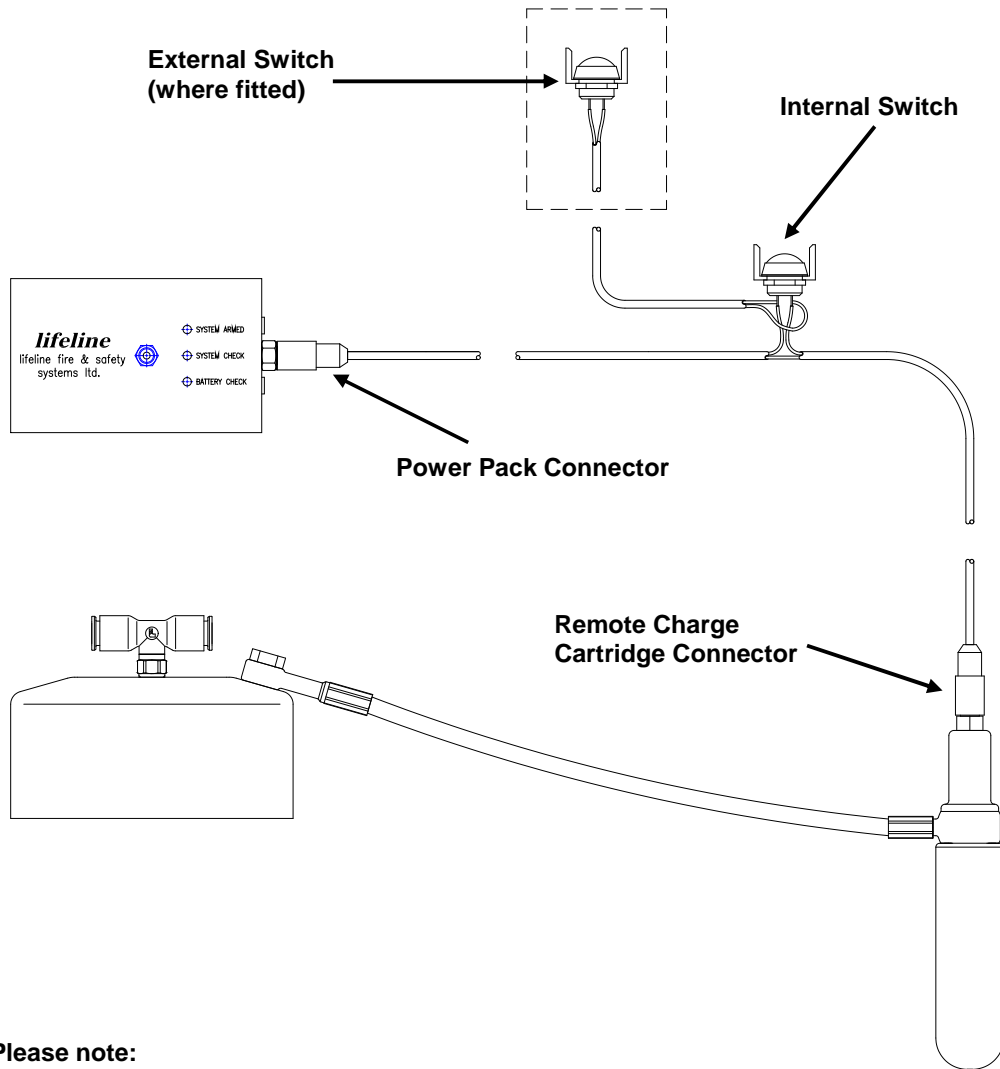 External Switch
(where fitted)
Internal Switch
lifeline
lifeline fire & safety
systems ltd.
SYSTEM ARMED
SYSTEM CHECK
BATTERY CHECK
Power Pack Connector
Remote Charge
Cartridge Connector
Please note: